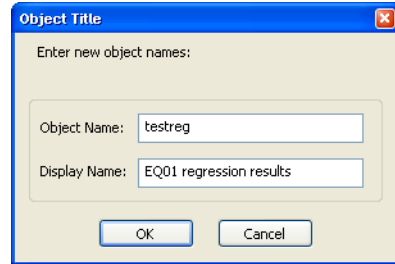 Object Title
Enter new object names:
Object Name: testreg
Display Name: EQ01 regression results
OK Cancel